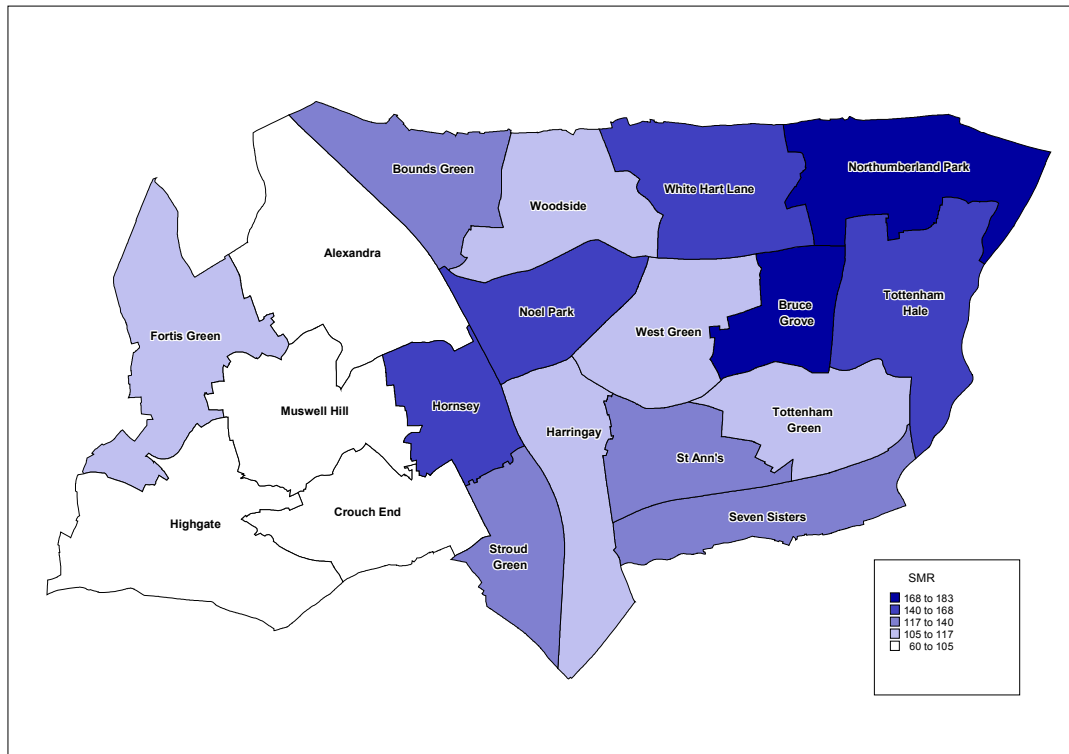 Bounds Green
Northumberland Park
White Hart Lane
Woodside
Alexandra
Tottenham
Hale
Bruce
Grove
Noel Park
West Green
Fortis Green
Hornsey
Muswell Hill
Tottenham
Green
Harringay
St Ann's
Crouch End
Seven Sisters
Highgate
Stroud
Green
SMR
168 to 183
140 to 168
117 to 140
105 to 117
60 to 105